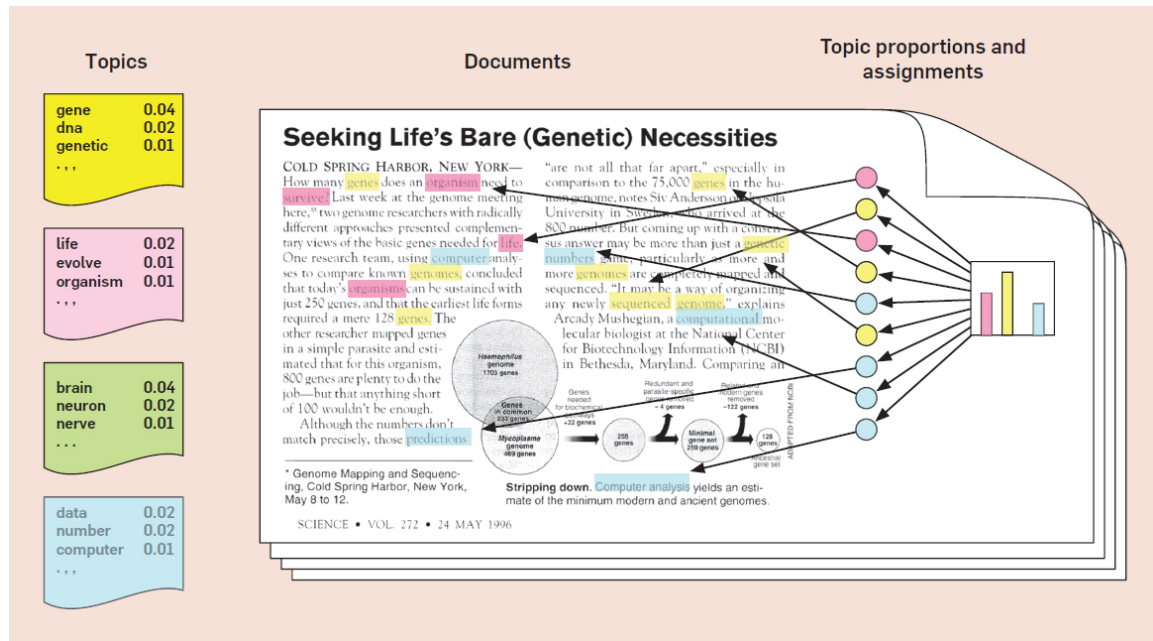 Topics
Documents
Topic proportions and
assignments
gene 0.04
dna 0.02
genetic 0.01
. , ,
life 0.02
evolve 0.01
organism 0.01
. , ,
brain 0.04
neuron 0.02
nerve 0.01
. . .
data 0.02
number 0.02
computer 0.01
. , ,
Seeking Life's Bare (Genetic) Necessities
COLD SPRING HARBOR, NEW YORK—
How many genes does an organism need to
survive? Last week at the genome meeting
here,* two genome researchers with radically
different approaches presented complemen-
tary views of the basic genes needed for life.
One research team, using computer analy-
ses to compare known genomes, concluded
that today's organisms can be sustained with
just 250 genes, and that the earliest life forms
required a mere 128 genes. The
other researcher mapped genes
in a simple parasite and esti-
mated that for this organism,
800 genes are plenty to do the
job—but that anything short
of 100 wouldn't be enough.
Although the numbers don't
match precisely, those predictions
* Genome Mapping and Sequenc-
ing, Cold Spring Harbor, New York,
May 8 to 12.
"are not all that far apart," especially in
comparison to the 75,000 genes in the hu-
man genome, notes Siv Andersson of Uppsala
University in Sweden, who arrived at the
800 number. But coming up with a consen-
sus answer may be more than just a genetic
numbers game, particularly as more and
more genomes are completely mapped and
sequenced. "It may be a way of organizing
any newly sequenced genome," explains
Arcady Mushegian, a computational mo-
lecular biologist at the National Center
for Biotechnology Information (NCBI)
in Bethesda, Maryland. Comparing an
Haemophilus
genome
1703 genes
Genes
in common
233 genes
Mycoplasma
genome
469 genes
Genes
needed
for biochemical
pathways
+22 genes
256
genes
Redundant and
parasite-specific
genes removed
– 4 genes
Minimal
gene set
250 genes
Related and
modern genes
removed
–122 genes
128
genes
Ancestral
gene set
ADAPTED FROM NCBI
Stripping down. Computer analysis yields an esti-
mate of the minimum modern and ancient genomes.
SCIENCE • VOL. 272 • 24 MAY 1996